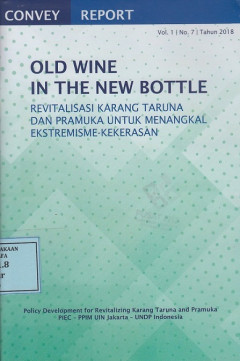 CONVEY REPORT
Vol. 1 | No. 7 | Tahun 2018
OLD WINE
IN THE NEW BOTTLE
REVITALISASI KARANG TARUNA
DAN PRAMUKA UNTUK MENANGKAL
EKSTREMISME-KEKERASAN
Policy Development for Revitalizing Karang Taruna and Pramuka
PIEC - PPIM UIN Jakarta - UNDP Indonesia